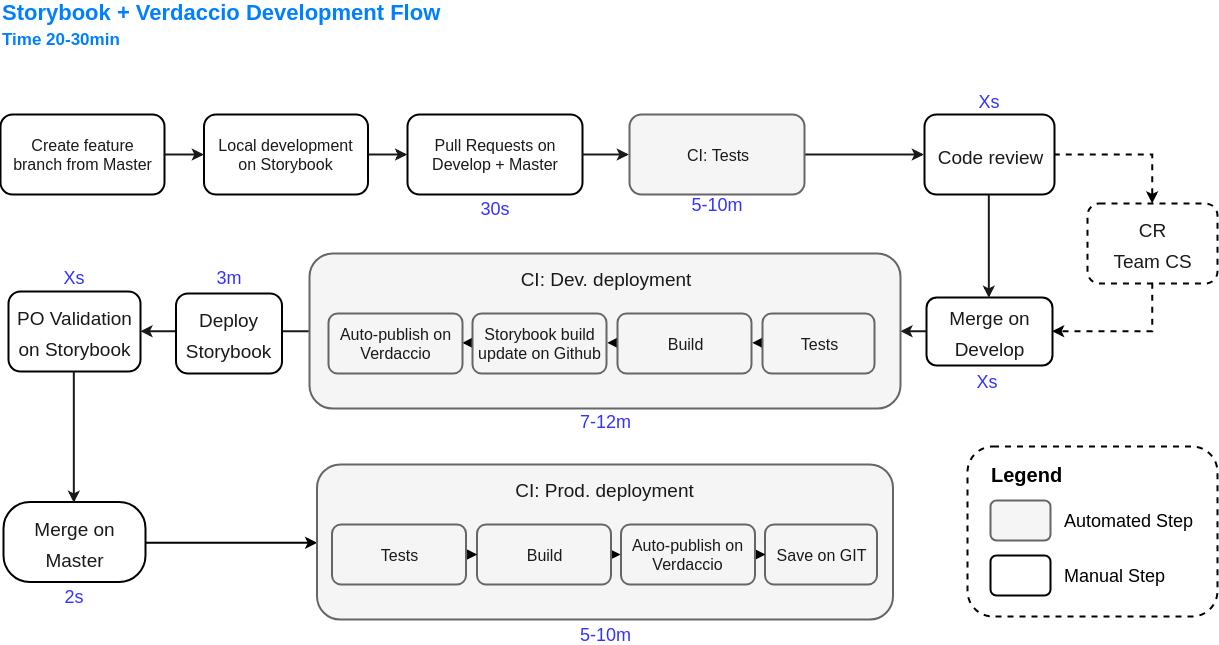 Storybook + Verdaccio Development Flow
Time 20-30min
Create feature
branch from Master
Local development
on Storybook
Pull Requests on
Develop + Master
30s
CI: Tests
5-10m
Xs
Code review
CR
Team CS
Merge on
Develop
Xs
CI: Dev. deployment
Tests
Build
Storybook build
update on Github
Auto-publish on
Verdaccio
7-12m
3m
Deploy
Storybook
Xs
PO Validation
on Storybook
Merge on
Master
2s
CI: Prod. deployment
Tests
Build
Auto-publish on
Verdaccio
Save on GIT
5-10m
Legend
Automated Step
Manual Step